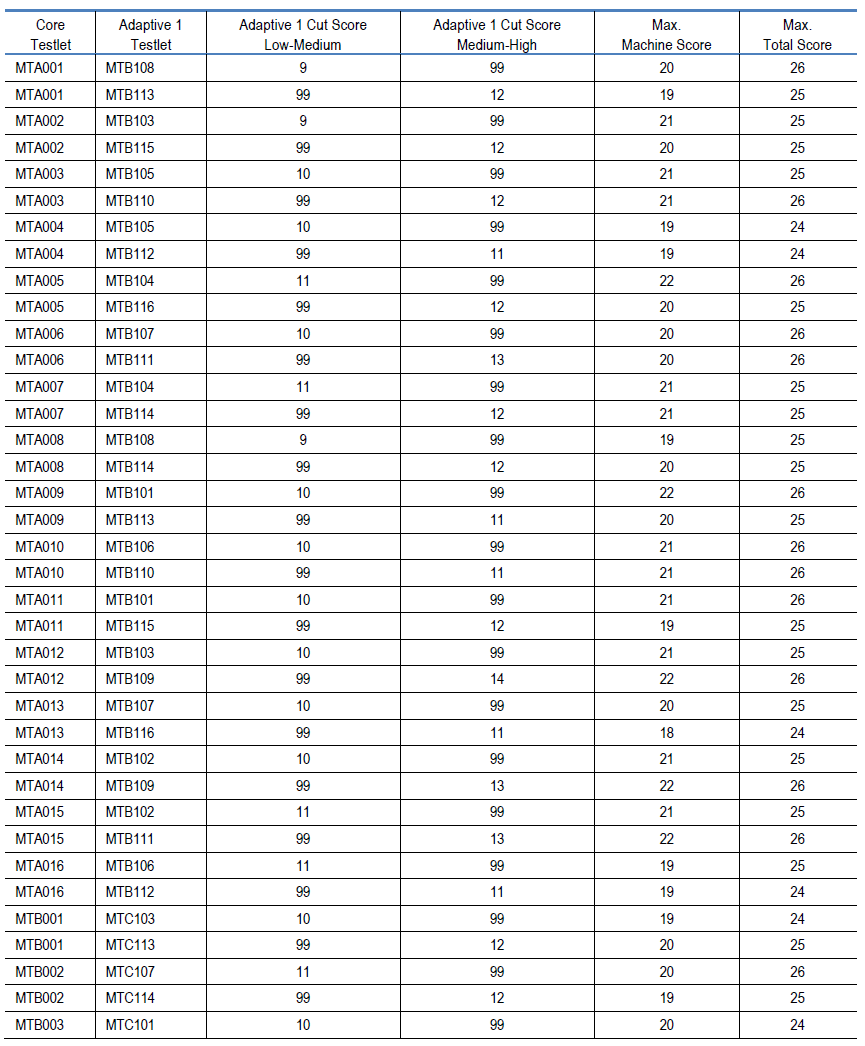 Core Adaptive 1 Adaptive 1 Cut Score Adaptive 1 Cut Score Max. Max.
Testlet Testlet Low-Medium Medium-High Machine Score Total Score
MTA001 MTB108 9 99 20 26
MTA001 MTB113 99 12 19 25
MTA002 MTB103 9 99 21 25
MTA002 MTB115 99 12 20 25
MTA003 MTB105 10 99 21 25
MTA003 MTB110 99 12 21 26
MTA004 MTB105 10 99 19 24
MTA004 MTB112 99 11 19 24
MTA005 MTB104 11 99 22 26
MTA005 MTB116 99 12 20 25
MTA006 MTB107 10 99 20 26
MTA006 MTB111 99 13 20 26
MTA007 MTB104 11 99 21 25
MTA007 MTB114 99 12 21 25
MTA008 MTB108 9 99 19 25
MTA008 MTB114 99 12 20 25
MTA009 MTB101 10 99 22 26
MTA009 MTB113 99 11 20 25
MTA010 MTB106 10 99 21 26
MTA010 MTB110 99 11 21 26
MTA011 MTB101 10 99 21 26
MTA011 MTB115 99 12 19 25
MTA012 MTB103 10 99 21 25
MTA012 MTB109 99 14 22 26
MTA013 MTB107 10 99 20 25
MTA013 MTB116 99 11 18 24
MTA014 MTB102 10 99 21 25
MTA014 MTB109 99 13 22 26
MTA015 MTB102 11 99 21 25
MTA015 MTB111 99 13 22 26
MTA016 MTB106 11 99 19 25
MTA016 MTB112 99 11 19 24
MTB001 MTC103 10 99 19 24
MTB001 MTC113 99 12 20 25
MTB002 MTC107 11 99 20 26
MTB002 MTC114 99 12 19 25
MTB003 MTC101 10 99 20 24